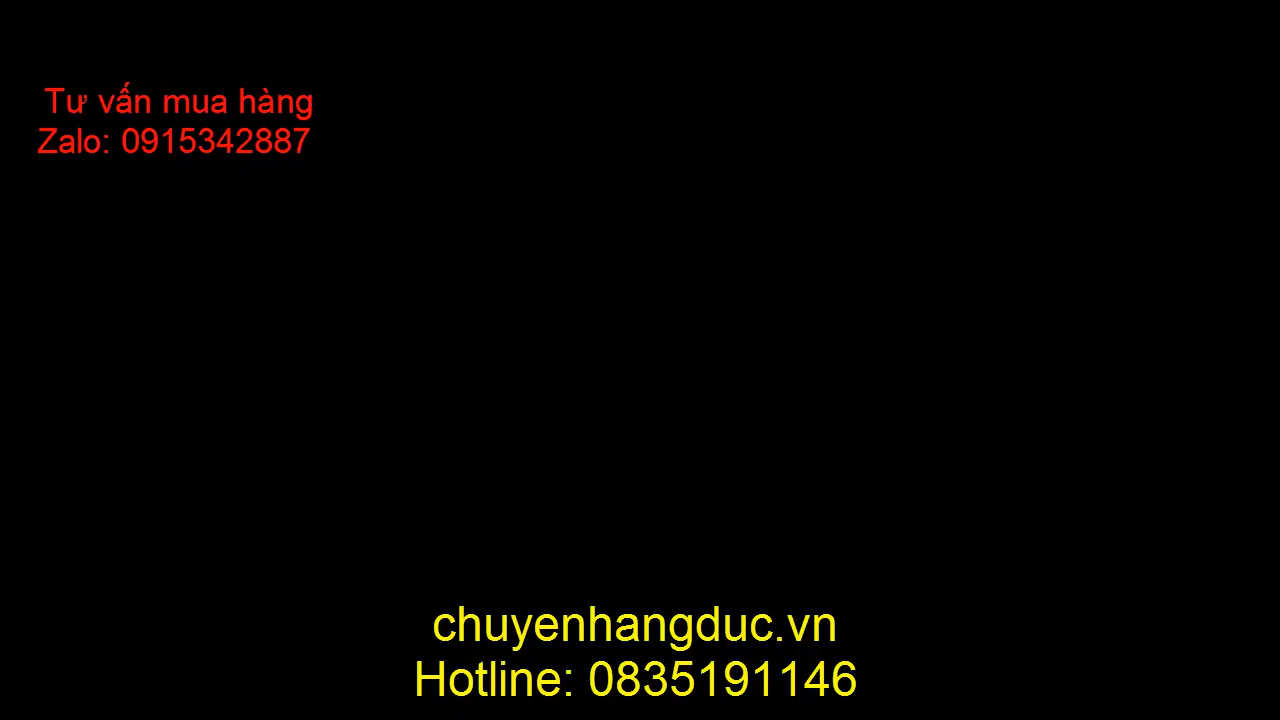 Tư vấn mua hàng
Zalo: 0915342887
chuyenhangduc.vn
Hotline: 0835191146